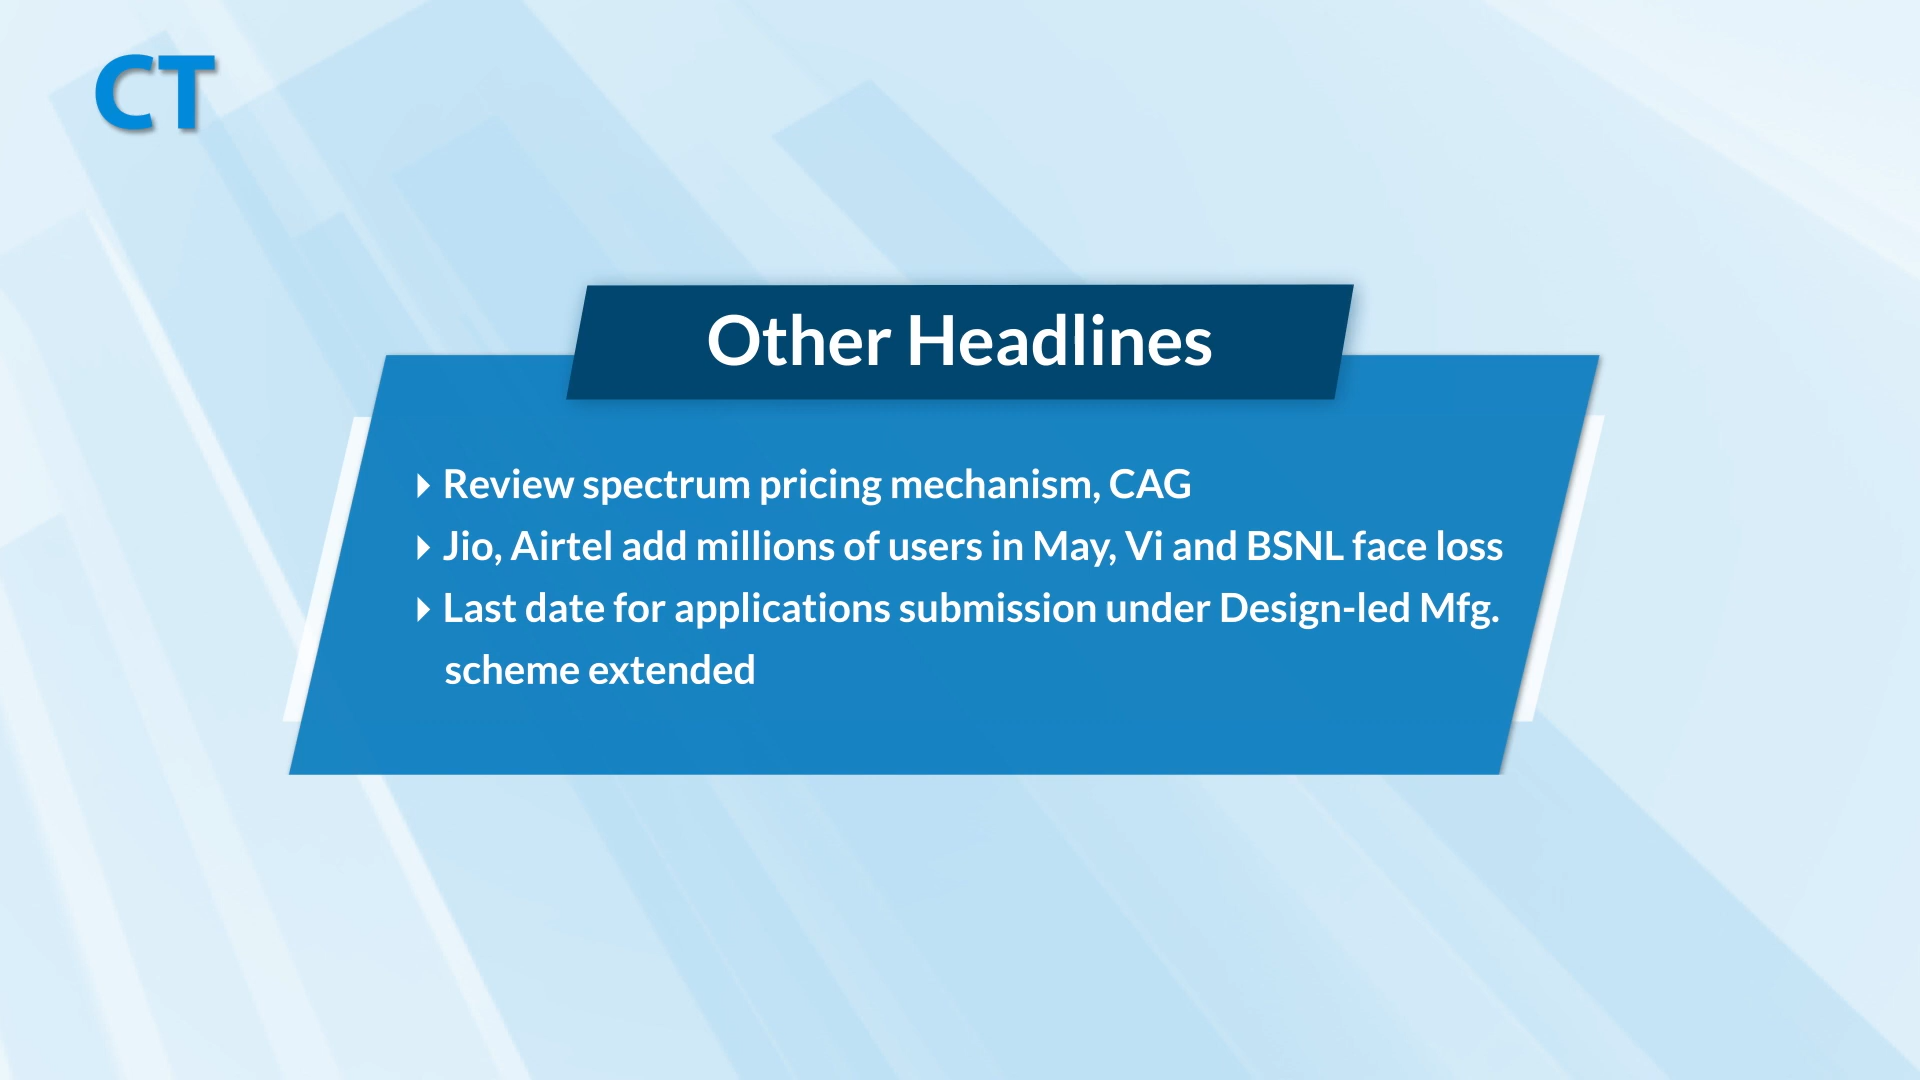 CT
Other Headlines
Review spectrum pricing mechanism, CAG
Jio, Airtel add millions of users in May, Vi and BSNL face loss
Last date for applications submission under Design-led Mfg.
scheme extended